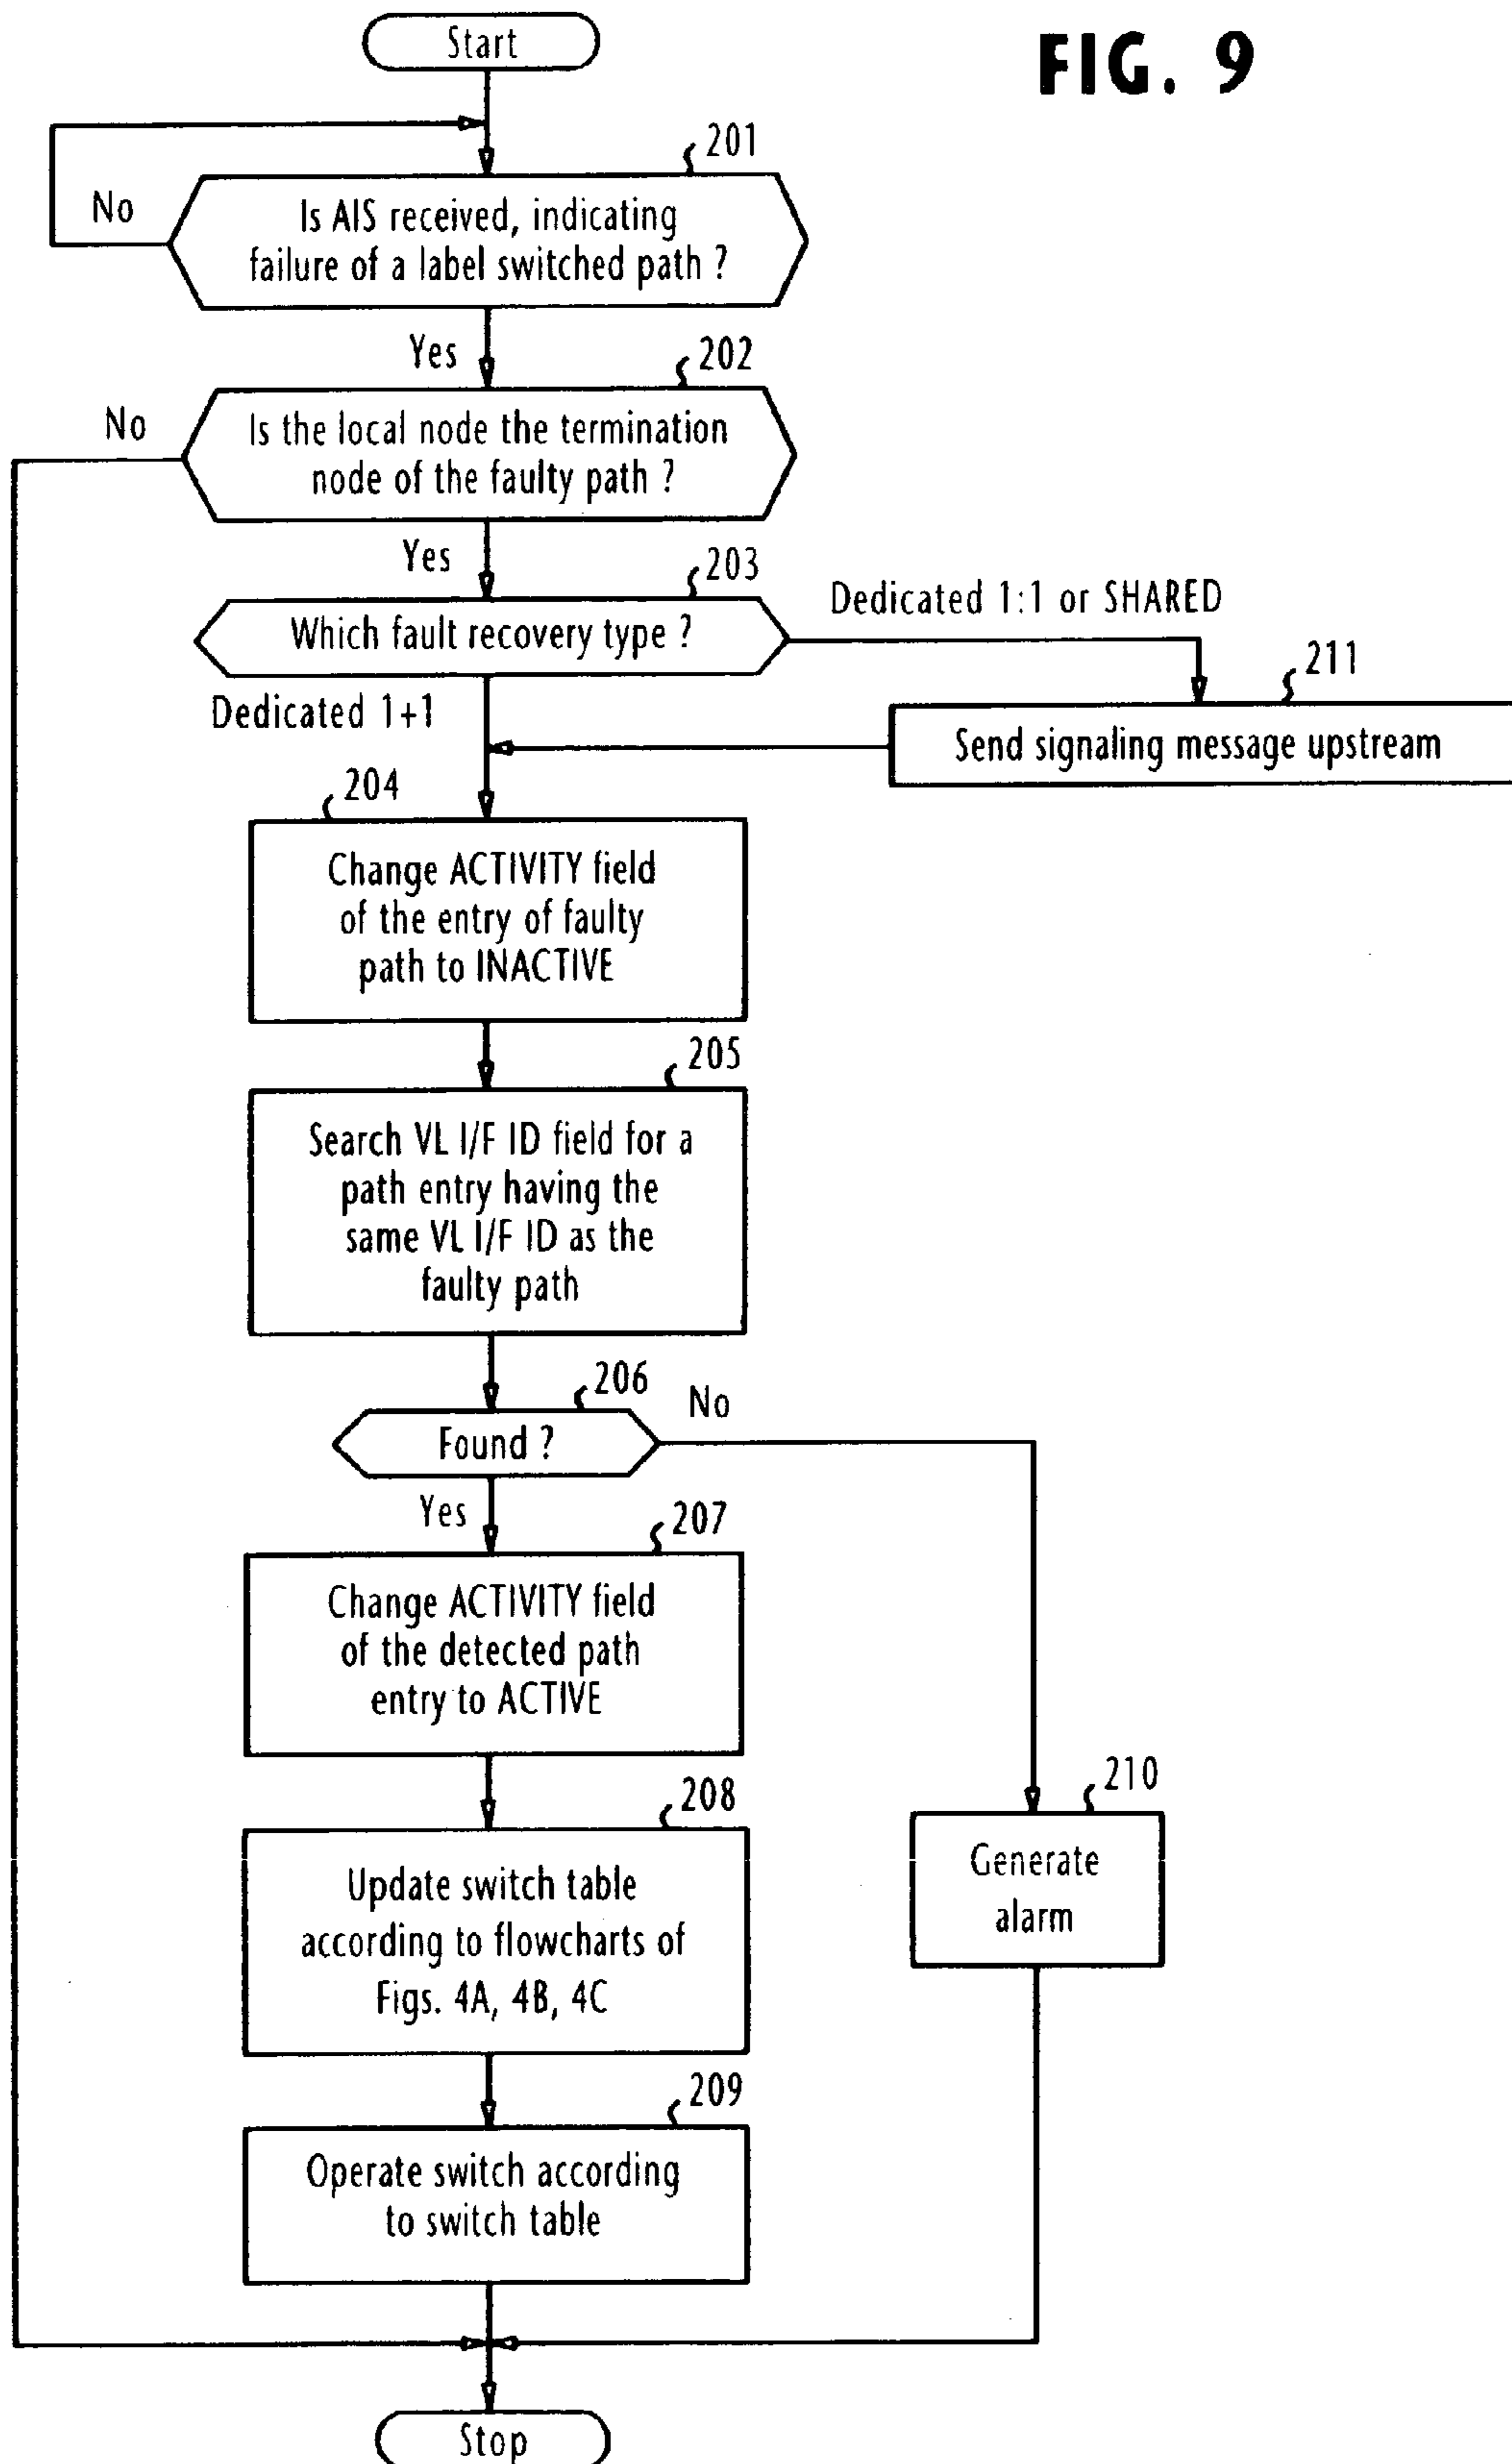 FIG. 9
Start
201
No
Is AIS received, indicating
failure of a label switched path ?
Yes
202
No
Is the local node the termination
node of the faulty path ?
Yes
203
Dedicated 1:1 or SHARED
Which fault recovery type ?
211
Dedicated 1+1
Send signaling message upstream
204
Change ACTIVITY field
of the entry of faulty
path to INACTIVE
205
Search VL I/F ID field for a
path entry having the
same VL I/F ID as the
faulty path
206
No
Found ?
Yes
207
Change ACTIVITY field
of the detected path
entry to ACTIVE
208
210
Update switch table
according to flowcharts of
Figs. 4A, 4B, 4C
Generate
alarm
209
Operate switch according
to switch table
Stop